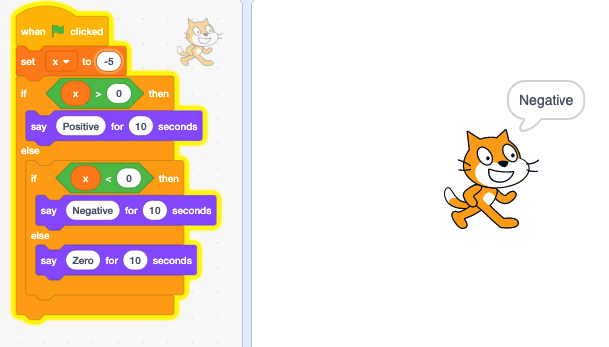 when clicked
set x to -5
if x > 0 then
say Positive for 10 seconds
else
if x < 0 then
say Negative for 10 seconds
else
say Zero for 10 seconds
Negative